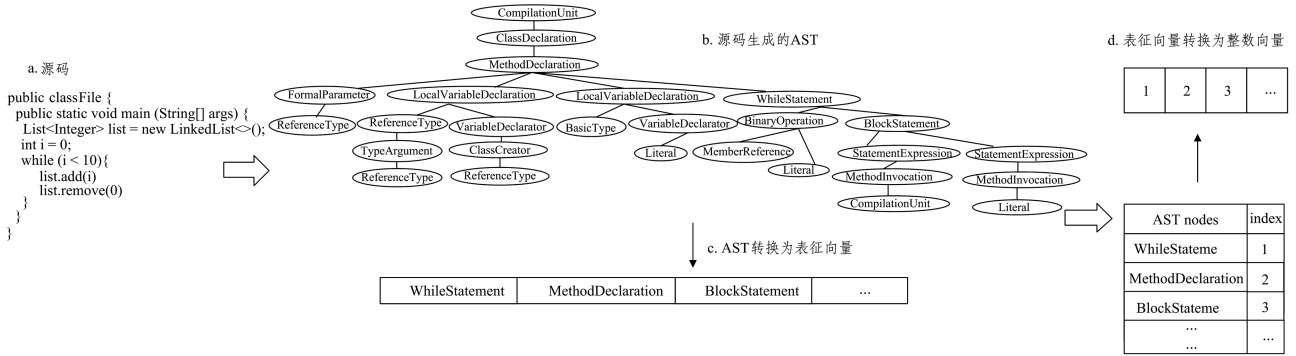 a. 源码
public classFile {
public static void main (String[] args) {
List<Integer> list = new LinkedList<>();
int i = 0;
while (i < 10){
list.add(i)
list.remove(0)
}
}
}
b. 源码生成的AST
CompilationUnit
ClassDeclaration
MethodDeclaration
FormalParameter
LocalVariableDeclaration
LocalVariableDeclaration
WhileStatement
ReferenceType
ReferenceType
VariableDeclarator
BasicType
VariableDeclarator
BinaryOperation
BlockStatement
TypeArgument
ClassCreator
Literal
MemberReference
StatementExpression
StatementExpression
ReferenceType
ReferenceType
Literal
MethodInvocation
MethodInvocation
CompilationUnit
Literal
c. AST转换为表征向量
WhileStatement MethodDeclaration BlockStatement ...
d. 表征向量转换为整数向量
1 2 3 ...
AST nodes index
WhileStateme 1
MethodDeclaration 2
BlockStateme 3
... ...
...